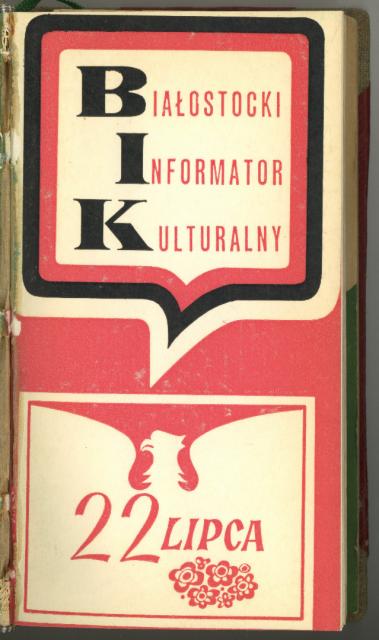 BIAŁOSTOCKI
INFORMATOR
KULTURALNY
22 LIPCA